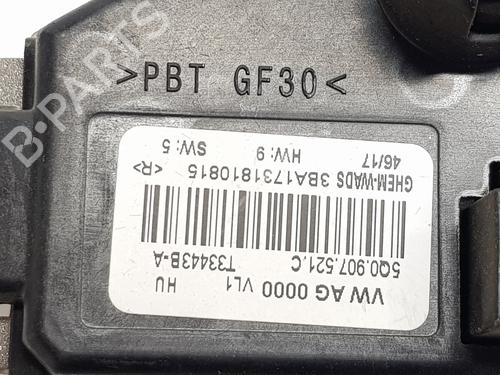 >PBT GF30<
VW AG 0000 VL1 HU
5Q0.907.521.C T33443B-A
GHEM-WADS 3BA1731810815 <R>
46/17 HW: 9 SW: 5
B-PARTS